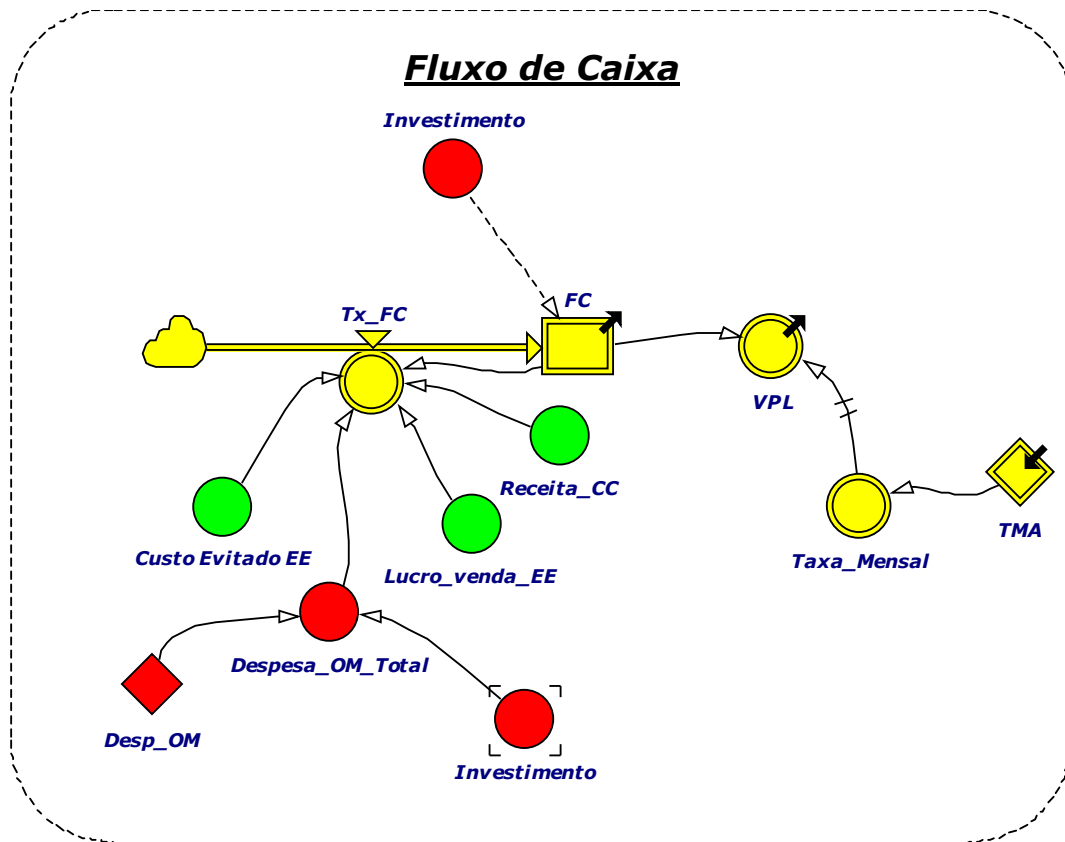 Fluxo de Caixa
Investimento
FC
Tx_FC
VPL
Receita_CC
TMA
Custo Evitado EE
Lucro_venda_EE
Taxa_Mensal
Despesa_OM_Total
Desp_OM
Investimento